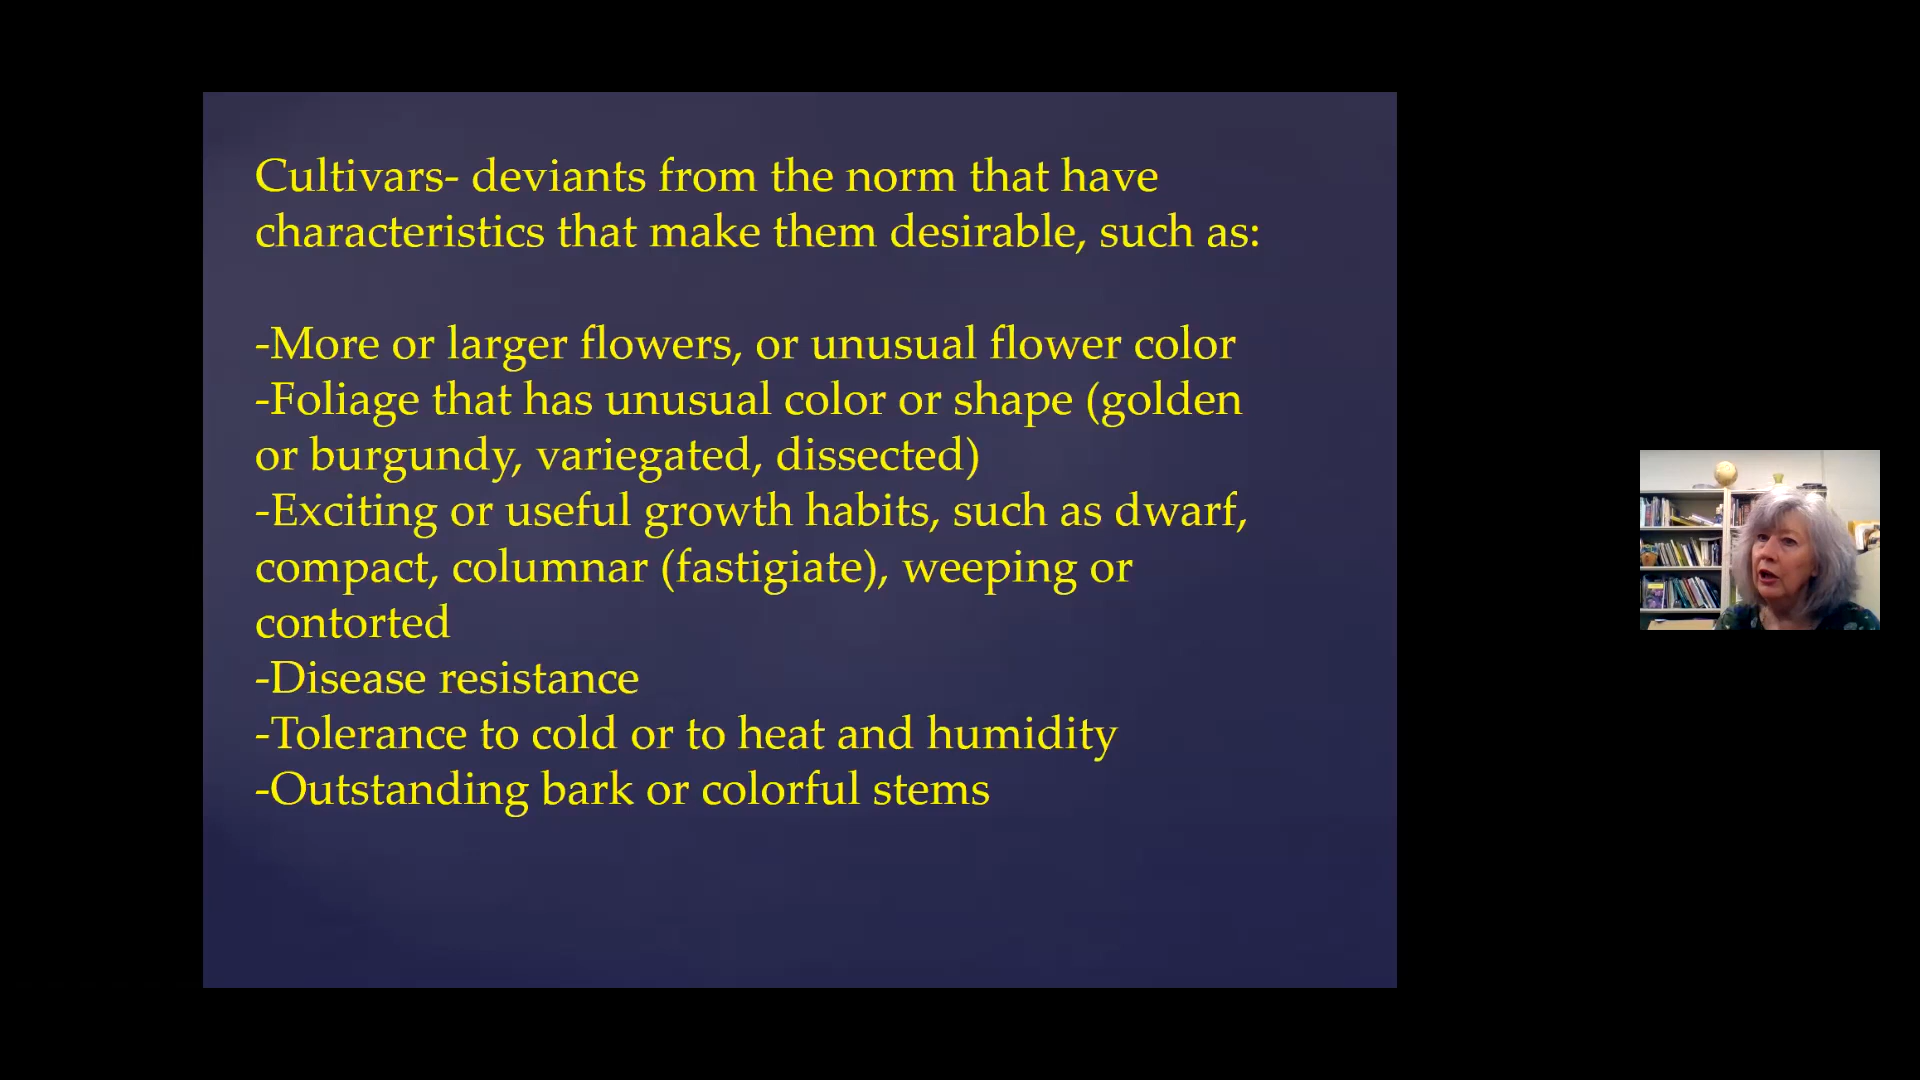 Cultivars- deviants from the norm that have
characteristics that make them desirable, such as:
-More or larger flowers, or unusual flower color
-Foliage that has unusual color or shape (golden
or burgundy, variegated, dissected)
-Exciting or useful growth habits, such as dwarf,
compact, columnar (fastigiate), weeping or
contorted
-Disease resistance
-Tolerance to cold or to heat and humidity
-Outstanding bark or colorful stems